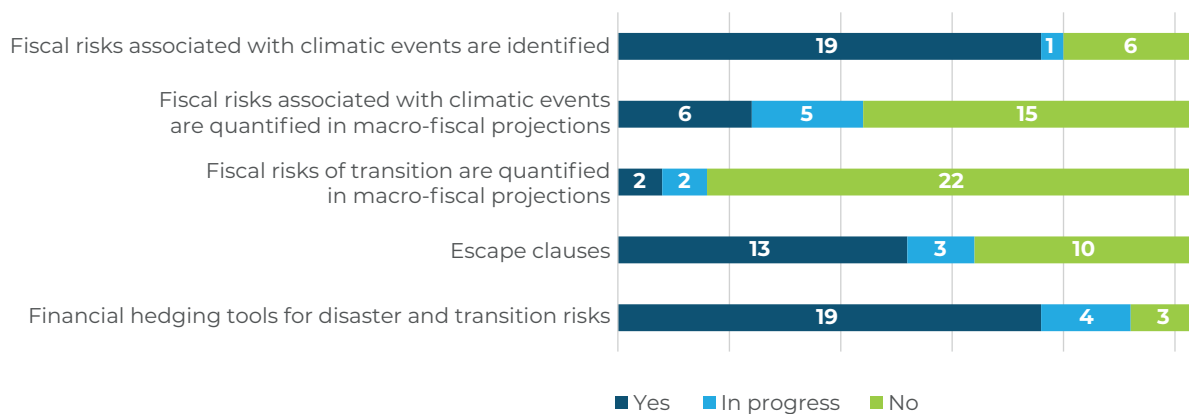 Fiscal risks associated with climatic events are identified
19 1 6
Fiscal risks associated with climatic events
are quantified in macro-fiscal projections
6 5 15
Fiscal risks of transition are quantified
in macro-fiscal projections
2 2 22
Escape clauses
13 3 10
Financial hedging tools for disaster and transition risks
19 4 3
Yes In progress No